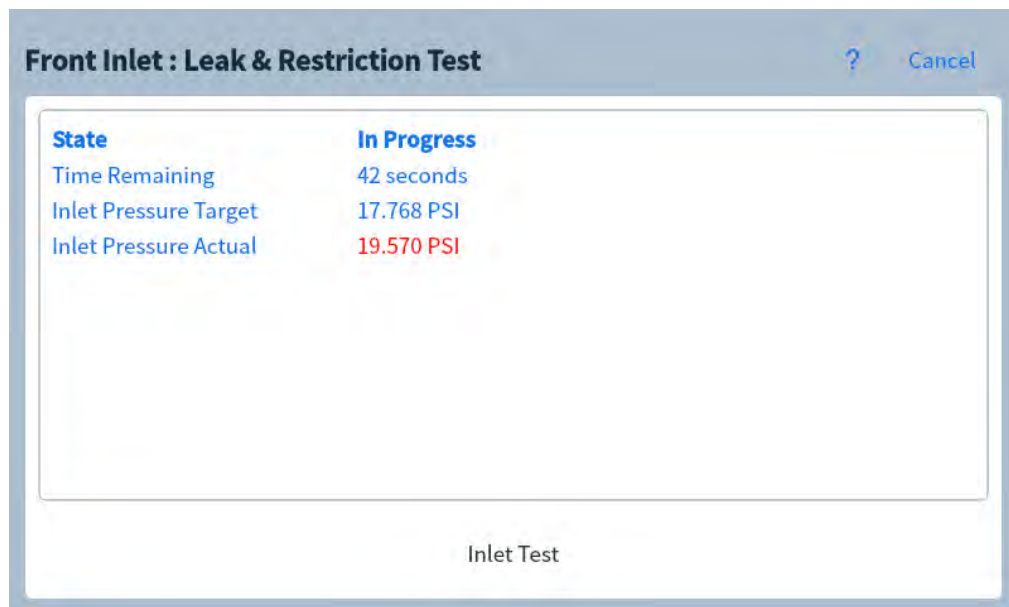 Front Inlet : Leak & Restriction Test ? Cancel
State In Progress
Time Remaining 42 seconds
Inlet Pressure Target 17.768 PSI
Inlet Pressure Actual 19.570 PSI
Inlet Test